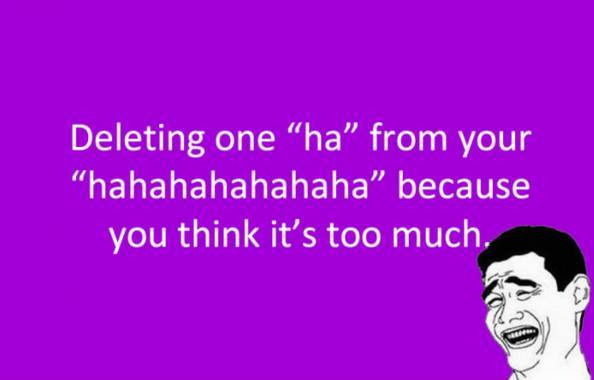 Deleting one “ha” from your
“hahahahahahaha” because
you think it’s too much.